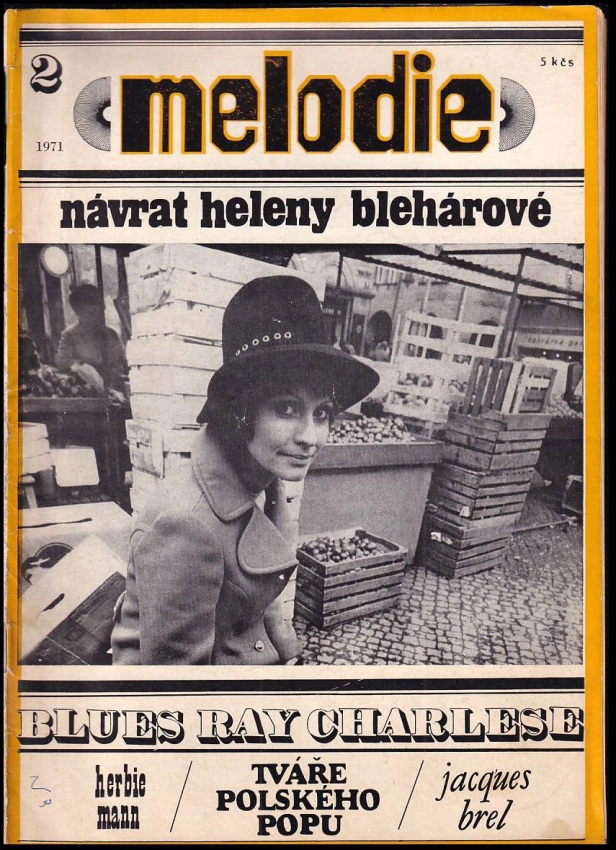 2
5 kčs
melodie
1971
návrat heleny blehárové
BLUES RAY CHARLESE
herbie
mann
TVÁŘE
POLSKÉHO
POPU
jacques
brel